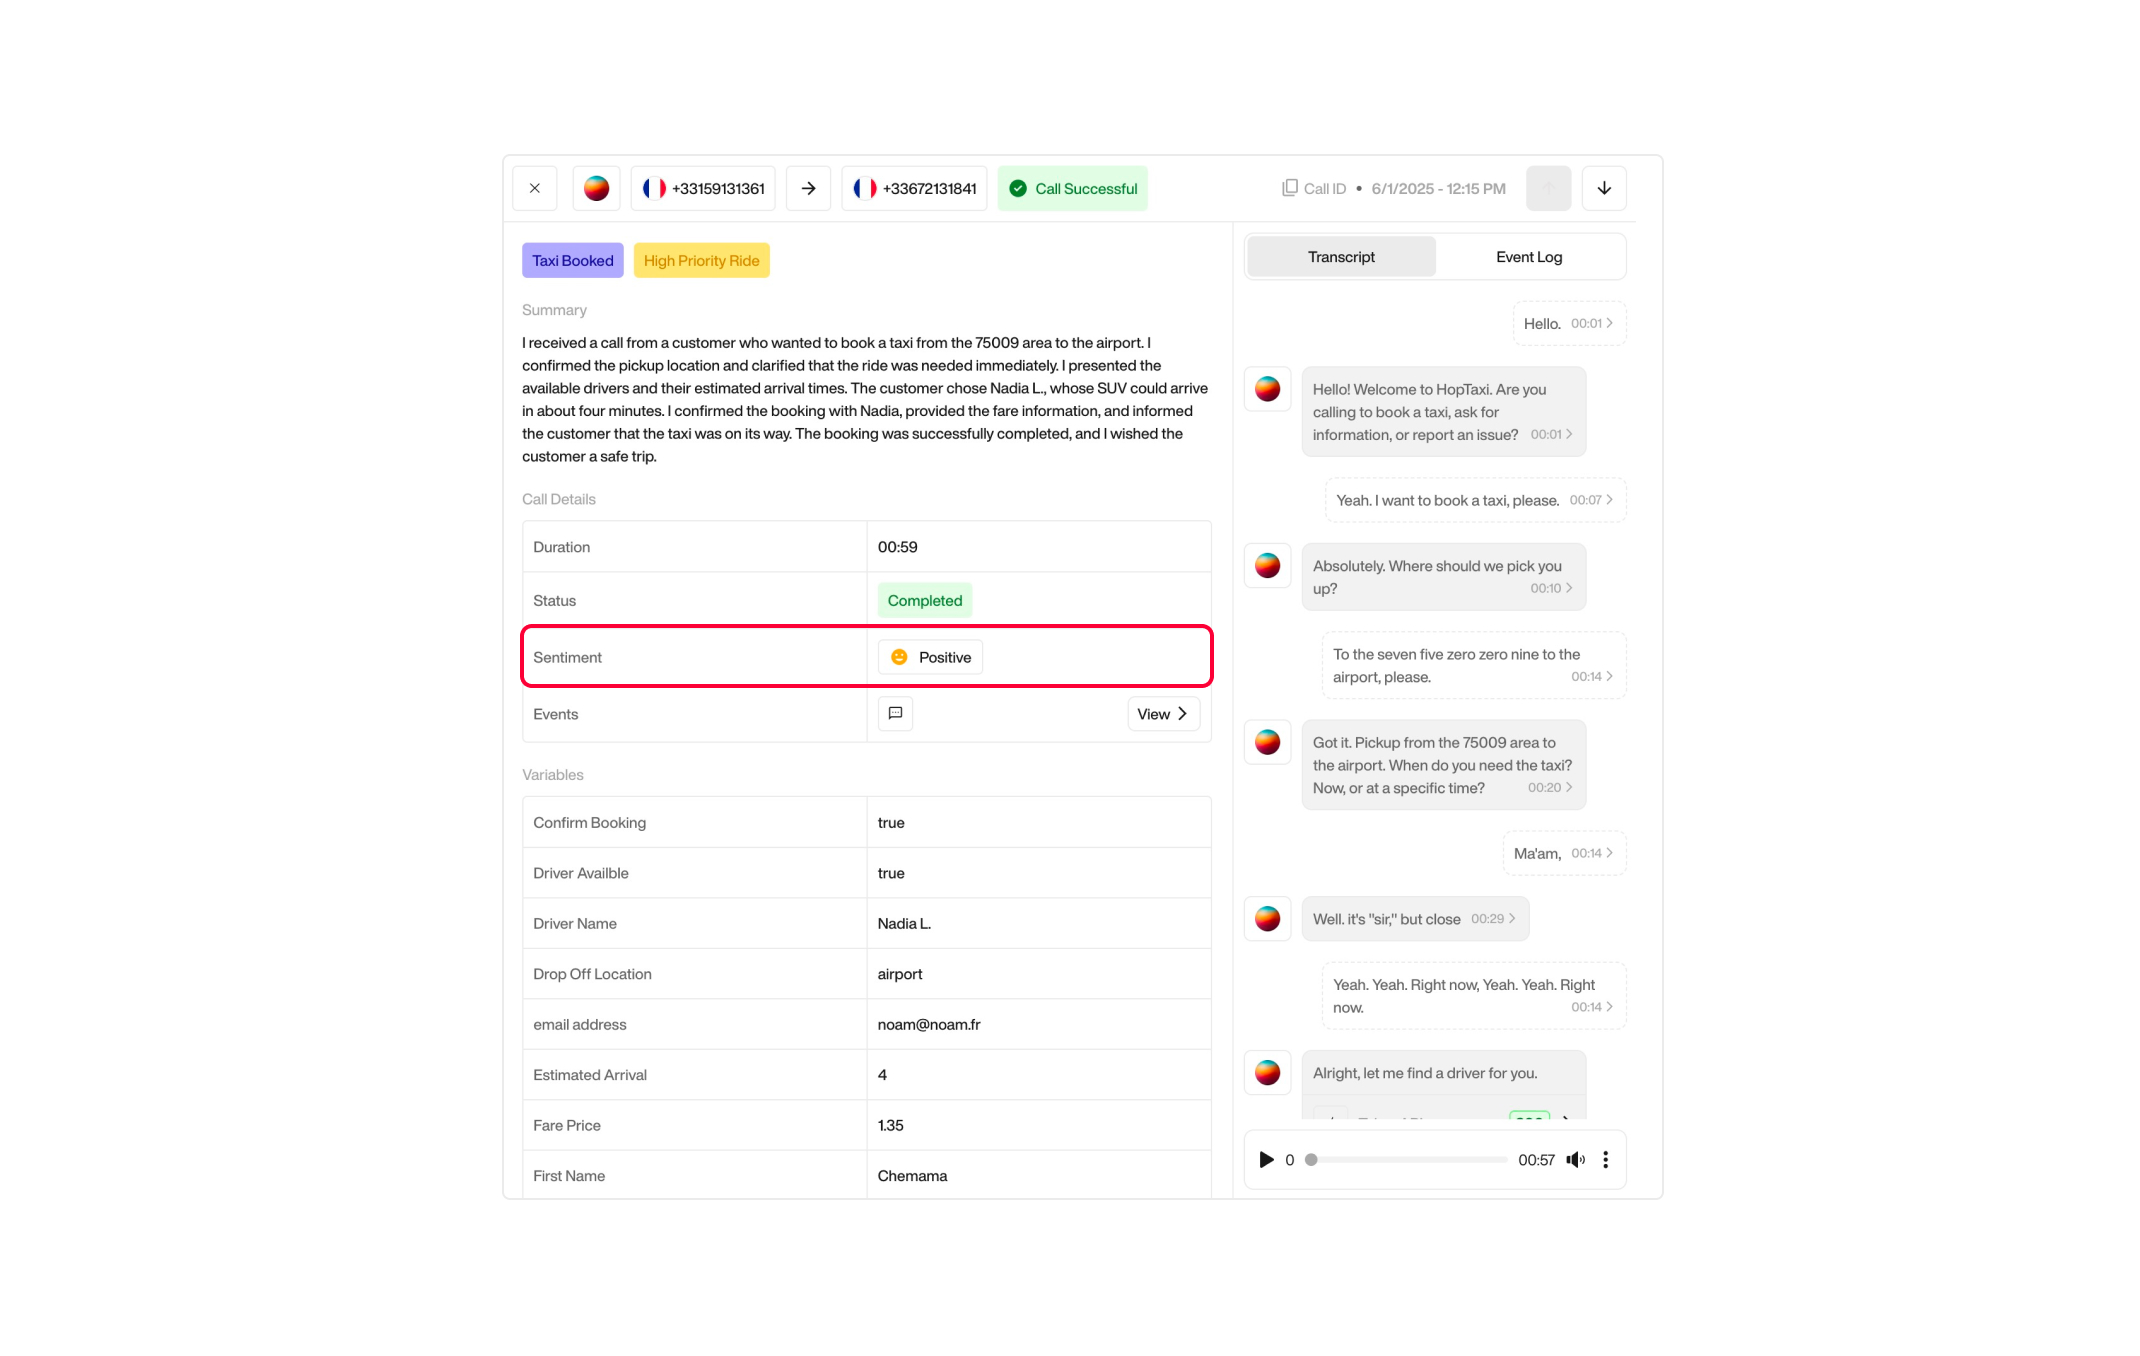 +33159131361
+33672131841
Call Successful
Call ID • 6/1/2025 - 12:15 PM
Taxi Booked
High Priority Ride
Summary
I received a call from a customer who wanted to book a taxi from the 75009 area to the airport. I
confirmed the pickup location and clarified that the ride was needed immediately. I presented the
available drivers and their estimated arrival times. The customer chose Nadia L., whose SUV could arrive
in about four minutes. I confirmed the booking with Nadia, provided the fare information, and informed
the customer that the taxi was on its way. The booking was successfully completed, and I wished the
customer a safe trip.
Call Details
Duration 00:59
Status Completed
Sentiment Positive
Events View
Variables
Confirm Booking true
Driver Availble true
Driver Name Nadia L.
Drop Off Location airport
email address noam@noam.fr
Estimated Arrival 4
Fare Price 1.35
First Name Chemama
Transcript
Event Log
Hello. 00:01
Hello! Welcome to HopTaxi. Are you
calling to book a taxi, ask for
information, or report an issue? 00:01
Yeah. I want to book a taxi, please. 00:07
Absolutely. Where should we pick you
up? 00:10
To the seven five zero zero nine to the
airport, please. 00:14
Got it. Pickup from the 75009 area to
the airport. When do you need the taxi?
Now, or at a specific time? 00:20
Ma'am, 00:14
Well. it's "sir," but close 00:29
Yeah. Yeah. Right now, Yeah. Yeah. Right
now. 00:14
Alright, let me find a driver for you.
0 00:57